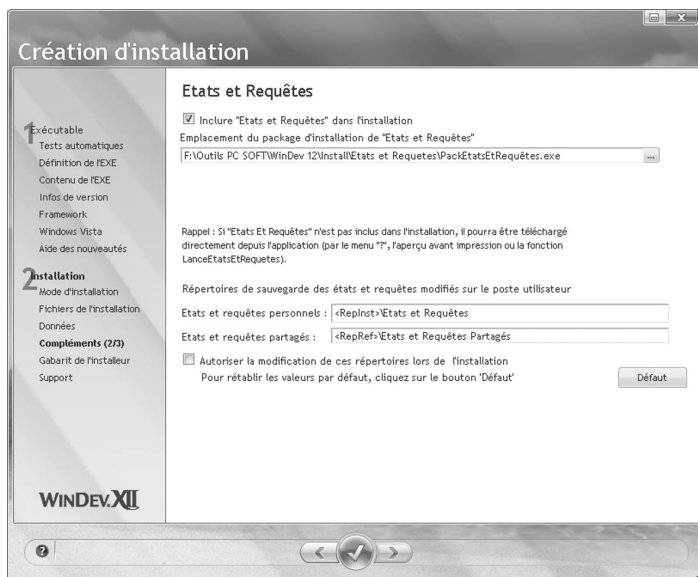 Création d'installation
1
Exécutable
Tests automatiques
Définition de l'EXE
Contenu de l'EXE
Infos de version
Framework
Windows Vista
Aide des nouveautés
2
Installation
Mode d'installation
Fichiers de l'installation
Données
Compléments (2/3)
Gabarit de l'installeur
Support
WINDEV.XII
Etats et Requêtes
Inclure "Etats et Requêtes" dans l'installation
Emplacement du package d'installation de "Etats et Requêtes"
F:\Outils PC SOFT\WinDev 12\Install\Etats et Requetes\PackEtatsEtRequêtes.exe
...
Rappel : Si "Etats Et Requêtes" n'est pas inclus dans l'installation, il pourra être téléchargé
directement depuis l'application (par le menu "?", l'aperçu avant impression ou la fonction
LanceEtatsEtRequetes).
Répertoires de sauvegarde des états et requêtes modifiés sur le poste utilisateur
Etats et requêtes personnels : <RepInst>\Etats et Requêtes
Etats et requêtes partagés : <RepRef>\Etats et Requêtes Partagés
Autoriser la modification de ces répertoires lors de l'installation
Pour rétablir les valeurs par défaut, cliquez sur le bouton 'Défaut'
Défaut
?